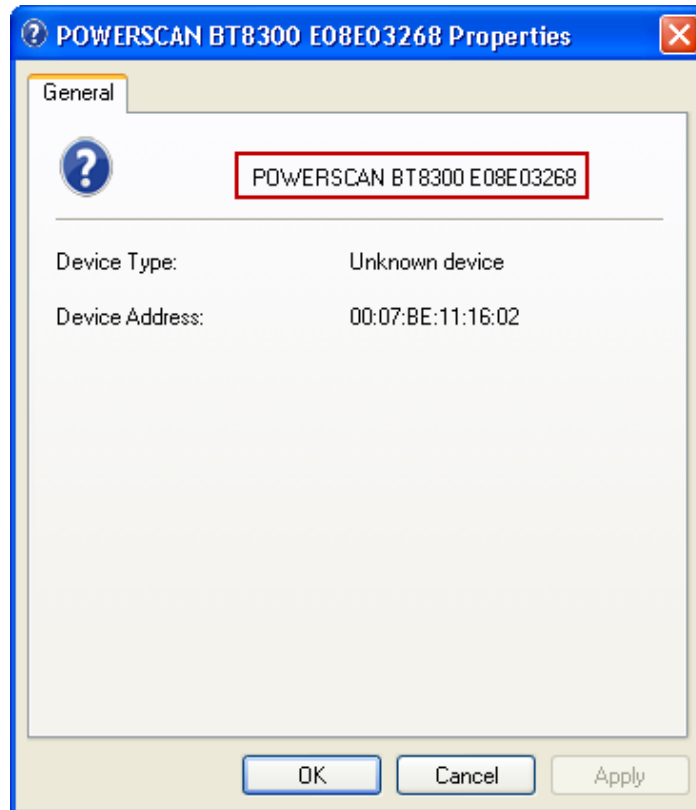 POWERSCAN BT8300 E08E03268 Properties
General
POWERSCAN BT8300 E08E03268
Device Type: Unknown device
Device Address: 00:07:BE:11:16:02
OK Cancel Apply